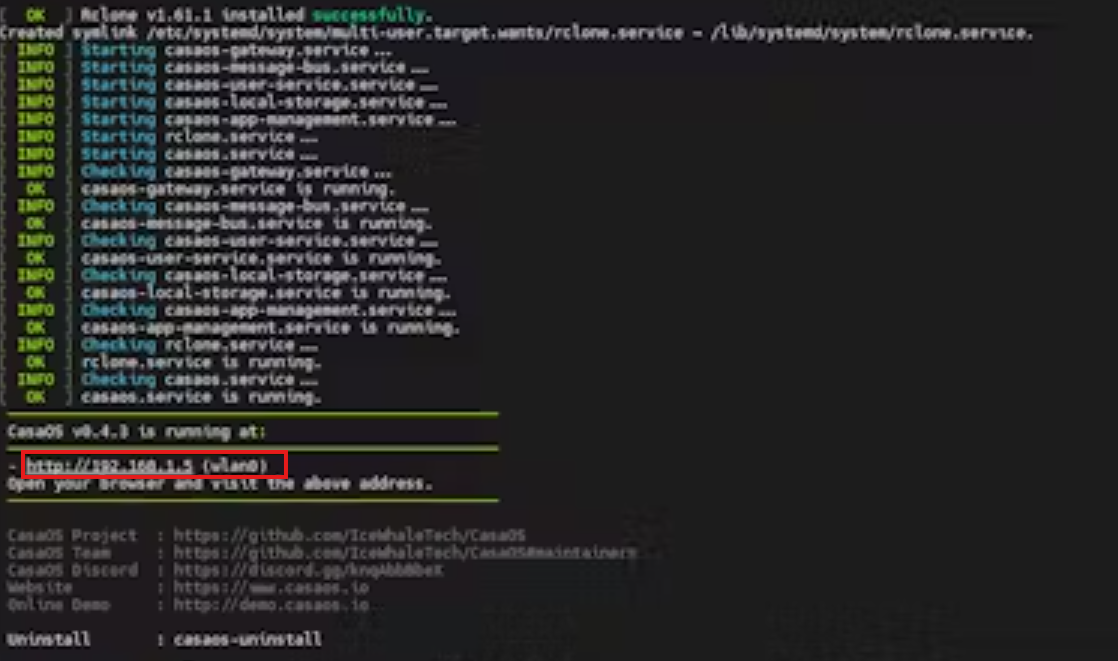 [ OK ] Rclone v1.61.1 installed successfully.
Created symlink /etc/systemd/system/multi-user.target.wants/rclone.service → /lib/systemd/system/rclone.service.
[ INFO ] Starting casaos-gateway.service ...
[ INFO ] Starting casaos-message-bus.service ...
[ INFO ] Starting casaos-user-service.service ...
[ INFO ] Starting casaos-local-storage.service ...
[ INFO ] Starting casaos-app-management.service ...
[ INFO ] Starting rclone.service ...
[ INFO ] Starting casaos.service ...
[ INFO ] Checking casaos-gateway.service ...
[ OK ] casaos-gateway.service is running.
[ INFO ] Checking casaos-message-bus.service ...
[ OK ] casaos-message-bus.service is running.
[ INFO ] Checking casaos-user-service.service ...
[ OK ] casaos-user-service.service is running.
[ INFO ] Checking casaos-local-storage.service ...
[ OK ] casaos-local-storage.service is running.
[ INFO ] Checking casaos-app-management.service ...
[ OK ] casaos-app-management.service is running.
[ INFO ] Checking rclone.service ...
[ OK ] rclone.service is running.
[ INFO ] Checking casaos.service ...
[ OK ] casaos.service is running.
CasaOS v0.4.3 is running at:
- http://192.168.1.5 (wlan0)
Open your browser and visit the above address.
CasaOS Project : https://github.com/IceWhaleTech/CasaOS
CasaOS Team : https://github.com/IceWhaleTech/CasaOS#maintainers
CasaOS Discord :
Website : https://www.casaos.io
Online Demo : http://demo.casaos.io
Uninstall : casaos-uninstall